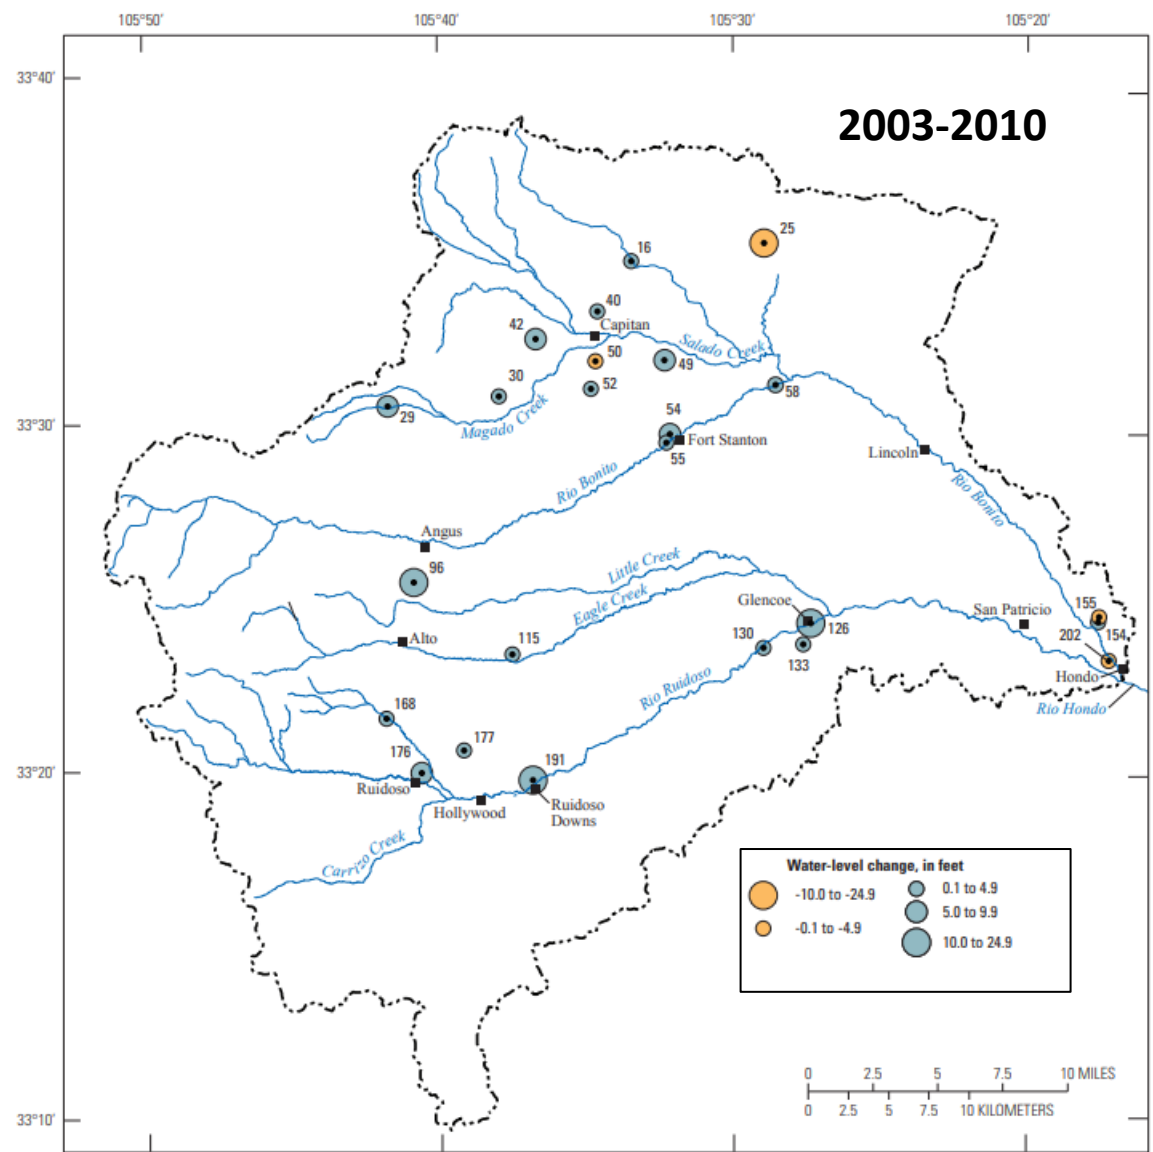 105°50'
105°40'
105°30'
105°20'
33°40'
2003-2010
25
16
40
Capitan
42
50
Salado Creek
49
30
52
58
29
Magado Creek
54
33°30'
Fort Stanton
55
Lincoln
Rio Bonito
Rio Bonito
Angus
96
Little Creek
Eagle Creek
Glencoe
San Patricio
155
126
154
202
130
133
Alto
115
Hondo
Rio Ruidoso
Rio Hondo
168
177
176
191
33°20'
Ruidoso
Hollywood
Ruidoso
Downs
Carrizo Creek
Water-level change, in feet
-10.0 to -24.9
0.1 to 4.9
5.0 to 9.9
-0.1 to -4.9
10.0 to 24.9
0 2.5 5 7.5 10 MILES
0 2.5 5 7.5 10 KILOMETERS
33°10'